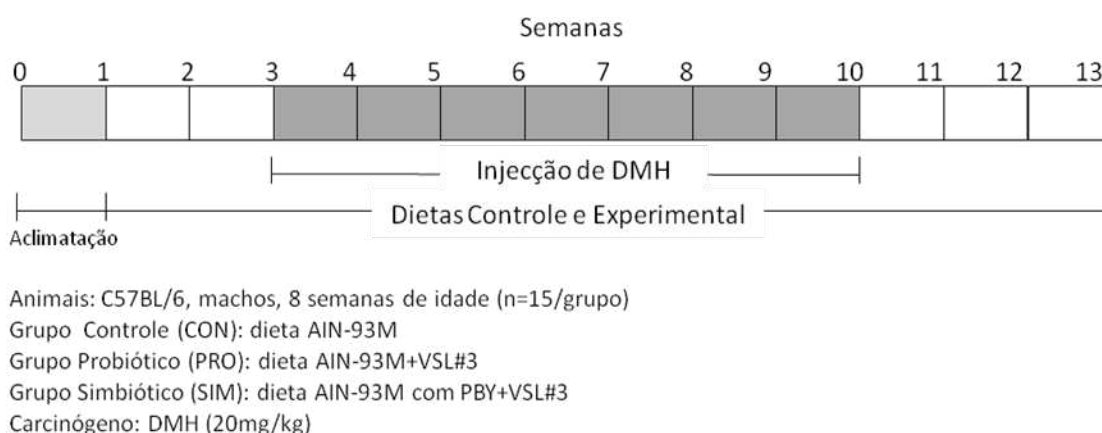 Semanas
0 1 2 3 4 5 6 7 8 9 10 11 12 13
Injecção de DMH
Dietas Controle e Experimental
Aclimatação
Animais: C57BL/6, machos, 8 semanas de idade (n=15/grupo)
Grupo Controle (CON): dieta AIN-93M
Grupo Probiótico (PRO): dieta AIN-93M+VSL#3
Grupo Simbiótico (SIM): dieta AIN-93M com PBY+VSL#3
Carcinógeno: DMH (20mg/kg)